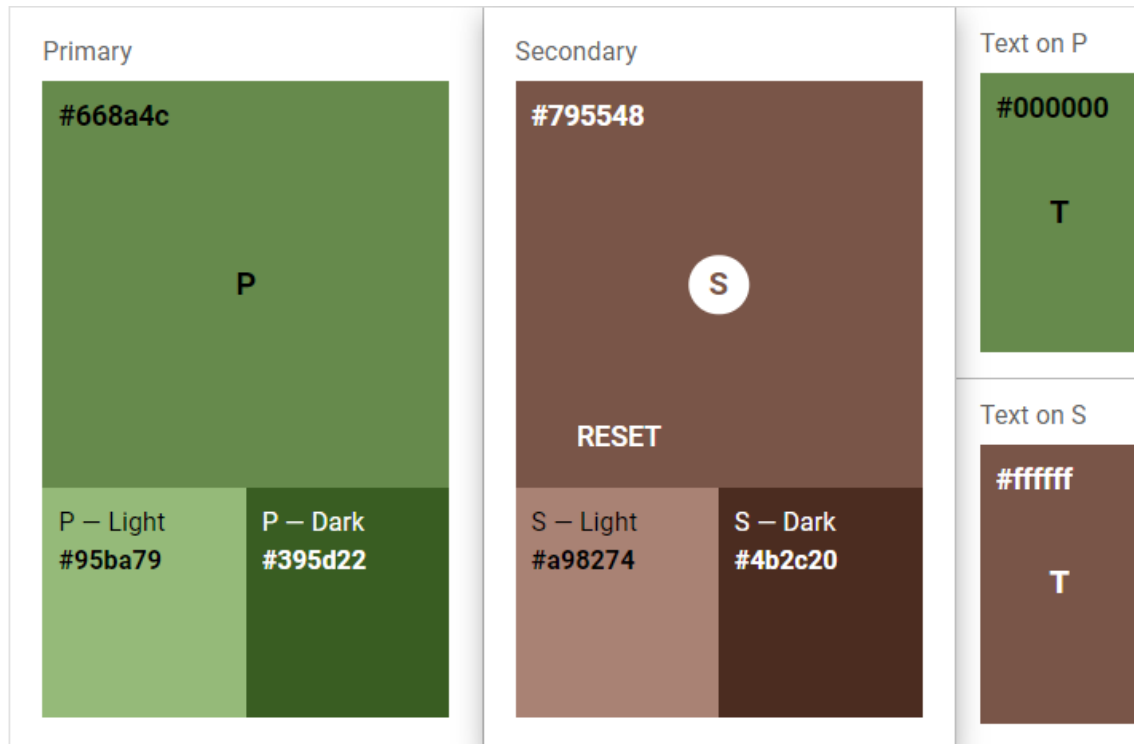 Primary
#668a4c
P
P — Light
#95ba79
P — Dark
#395d22
Secondary
#795548
S
RESET
S — Light
#a98274
S — Dark
#4b2c20
Text on P
#000000
T
Text on S
#ffffff
T